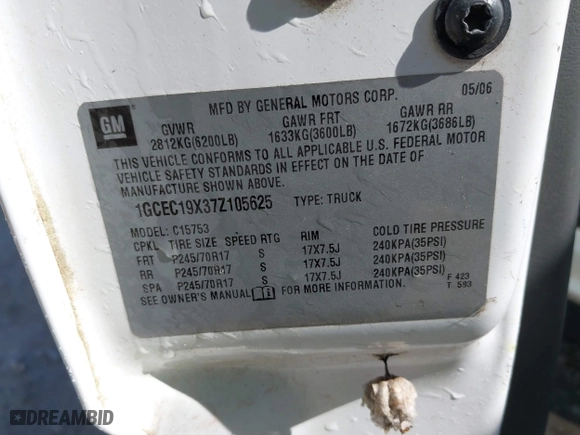 MFD BY GENERAL MOTORS CORP. 05/06
GM
GVWR GAWR FRT GAWR RR
2812KG(6200LB) 1633KG(3600LB) 1672KG(3686LB)
THIS VEHICLE CONFORMS TO ALL APPLICABLE U.S. FEDERAL MOTOR
VEHICLE SAFETY STANDARDS IN EFFECT ON THE DATE OF
MANUFACTURE SHOWN ABOVE.
1GCEC19X37Z105625 TYPE: TRUCK
MODEL: C15753
CPKL TIRE SIZE SPEED RTG RIM COLD TIRE PRESSURE
FRT P245/70R17 S 17X7.5J 240KPA(35PSI)
RR P245/70R17 S 17X7.5J 240KPA(35PSI)
SPA P245/70R17 S 17X7.5J 240KPA(35PSI)
SEE OWNER'S MANUAL FOR MORE INFORMATION.
F 423
T 593
DREAMBID